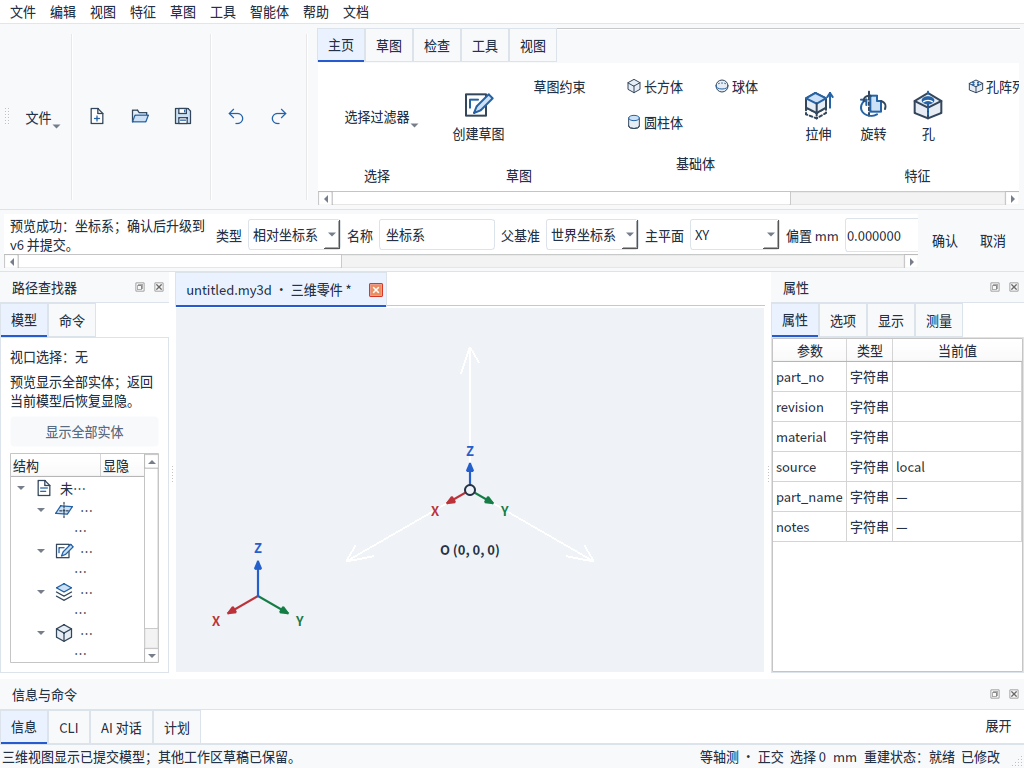 文件 编辑 视图 特征 草图 工具 智能体 帮助 文档
主页 草图 检查 工具 视图
文件
选择过滤器
创建草图
草图约束
长方体 球体
圆柱体
拉伸 旋转 孔
孔阵列
选择 草图 基础体 特征
预览成功：坐标系；确认后升级到
v6 并提交。
类型 相对坐标系 名称 坐标系 父基准 世界坐标系 主平面 XY 偏置 mm 0.000000 确认 取消
路径查找器
模型 命令
视口选择：无
预览显示全部实体；返回
当前模型后恢复显隐。
显示全部实体
结构 显隐
未…
…
…
…
…
…
…
…
…
untitled.my3d • 三维零件 *
Z
X Y
O (0, 0, 0)
Z
X Y
属性
属性 选项 显示 测量
参数 类型 当前值
part_no 字符串
revision 字符串
material 字符串
source 字符串 local
part_name 字符串 —
notes 字符串 —
信息与命令
信息 CLI AI 对话 计划 展开
三维视图显示已提交模型；其他工作区草稿已保留。
等轴测 • 正交 选择 0 mm 重建状态：就绪 已修改